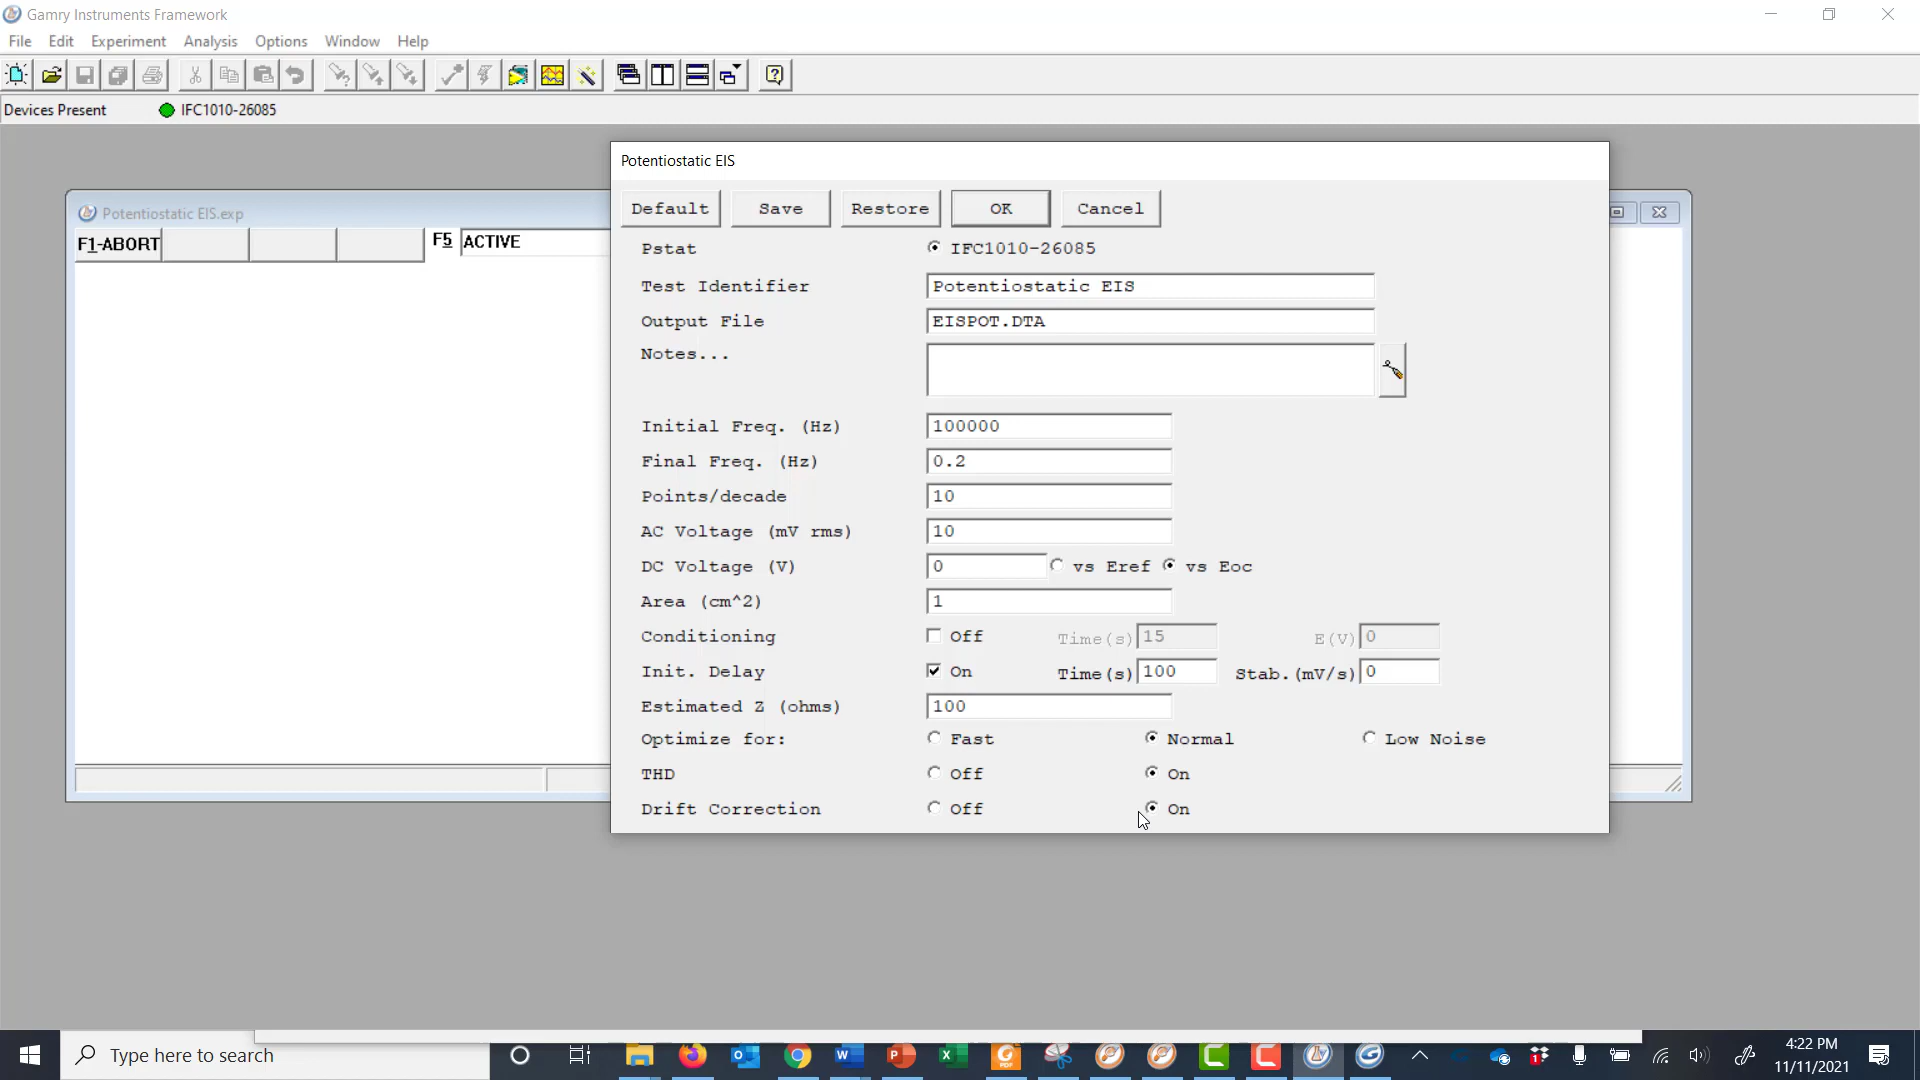 Gamry Instruments Framework
File Edit Experiment Analysis Options Window Help
Devices Present IFC1010-26085
Potentiostatic EIS
Potentiostatic EIS.exp
Default Save Restore OK Cancel
F1-ABORT F5 ACTIVE
Pstat IFC1010-26085
Test Identifier Potentiostatic EIS
Output File EISPOT.DTA
Notes...
Initial Freq. (Hz) 100000
Final Freq. (Hz) 0.2
Points/decade 10
AC Voltage (mV rms) 10
DC Voltage (V) 0 vs Eref vs Eoc
Area (cm^2) 1
Conditioning Off Time(s) 15 E(V) 0
Init. Delay On Time(s) 100 Stab.(mV/s) 0
Estimated Z (ohms) 100
Optimize for: Fast Normal Low Noise
THD Off On
Drift Correction Off On
Type here to search
4:22 PM
11/11/2021